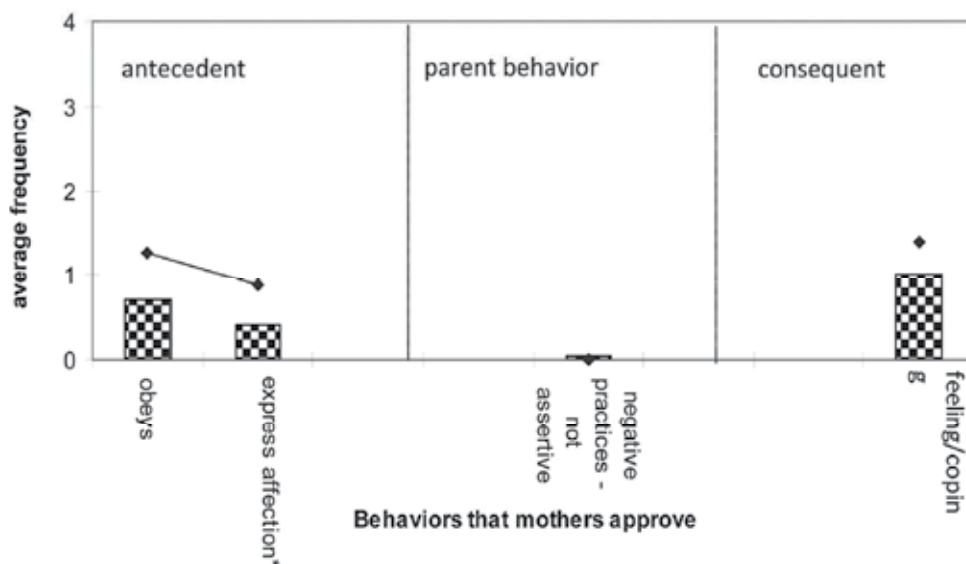 4
3
2
1
0
average frequency
antecedent
parent behavior
consequent
obeys
express affection*
negative
practices -
not
assertive
feeling/copin
g
Behaviors that mothers approve